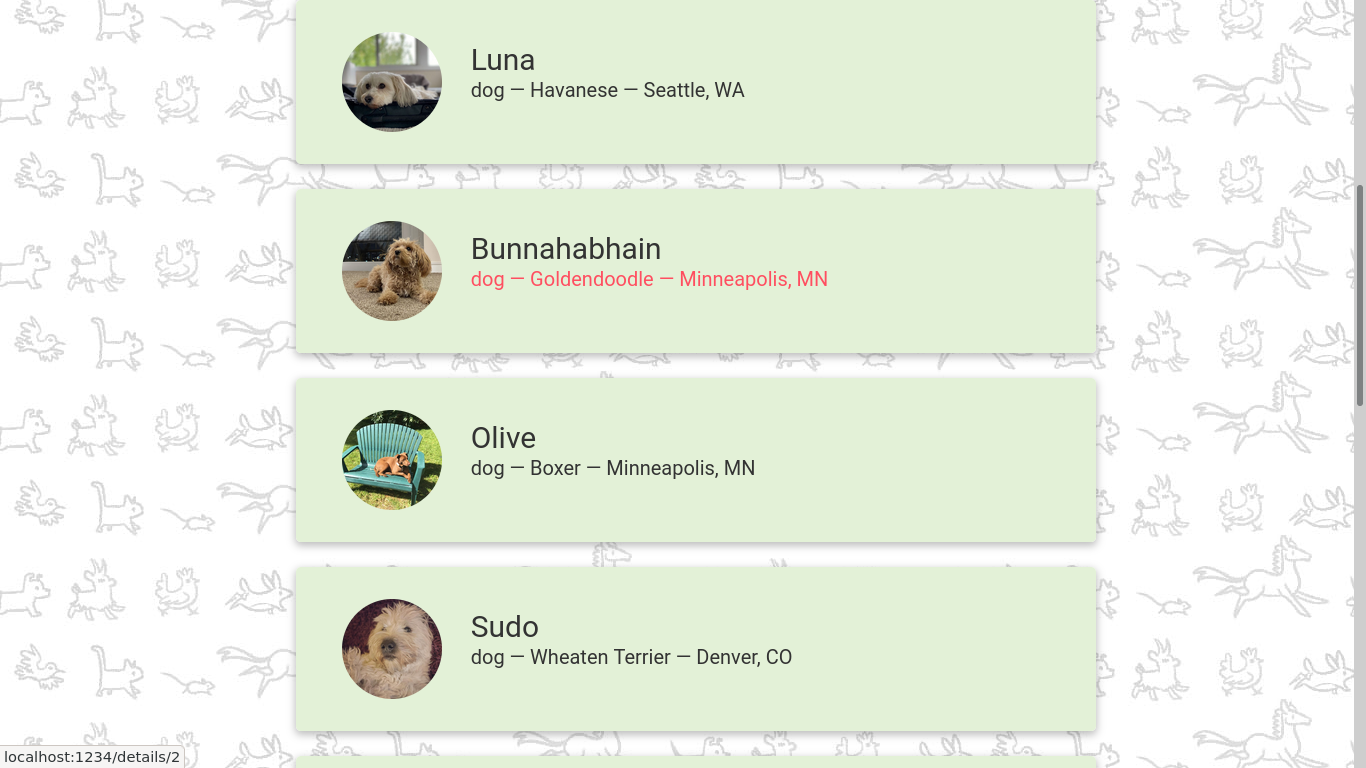 Luna
dog — Havanese — Seattle, WA
Bunnahabhain
dog — Goldendoodle — Minneapolis, MN
Olive
dog — Boxer — Minneapolis, MN
Sudo
dog — Wheaten Terrier — Denver, CO
localhost:1234/details/2